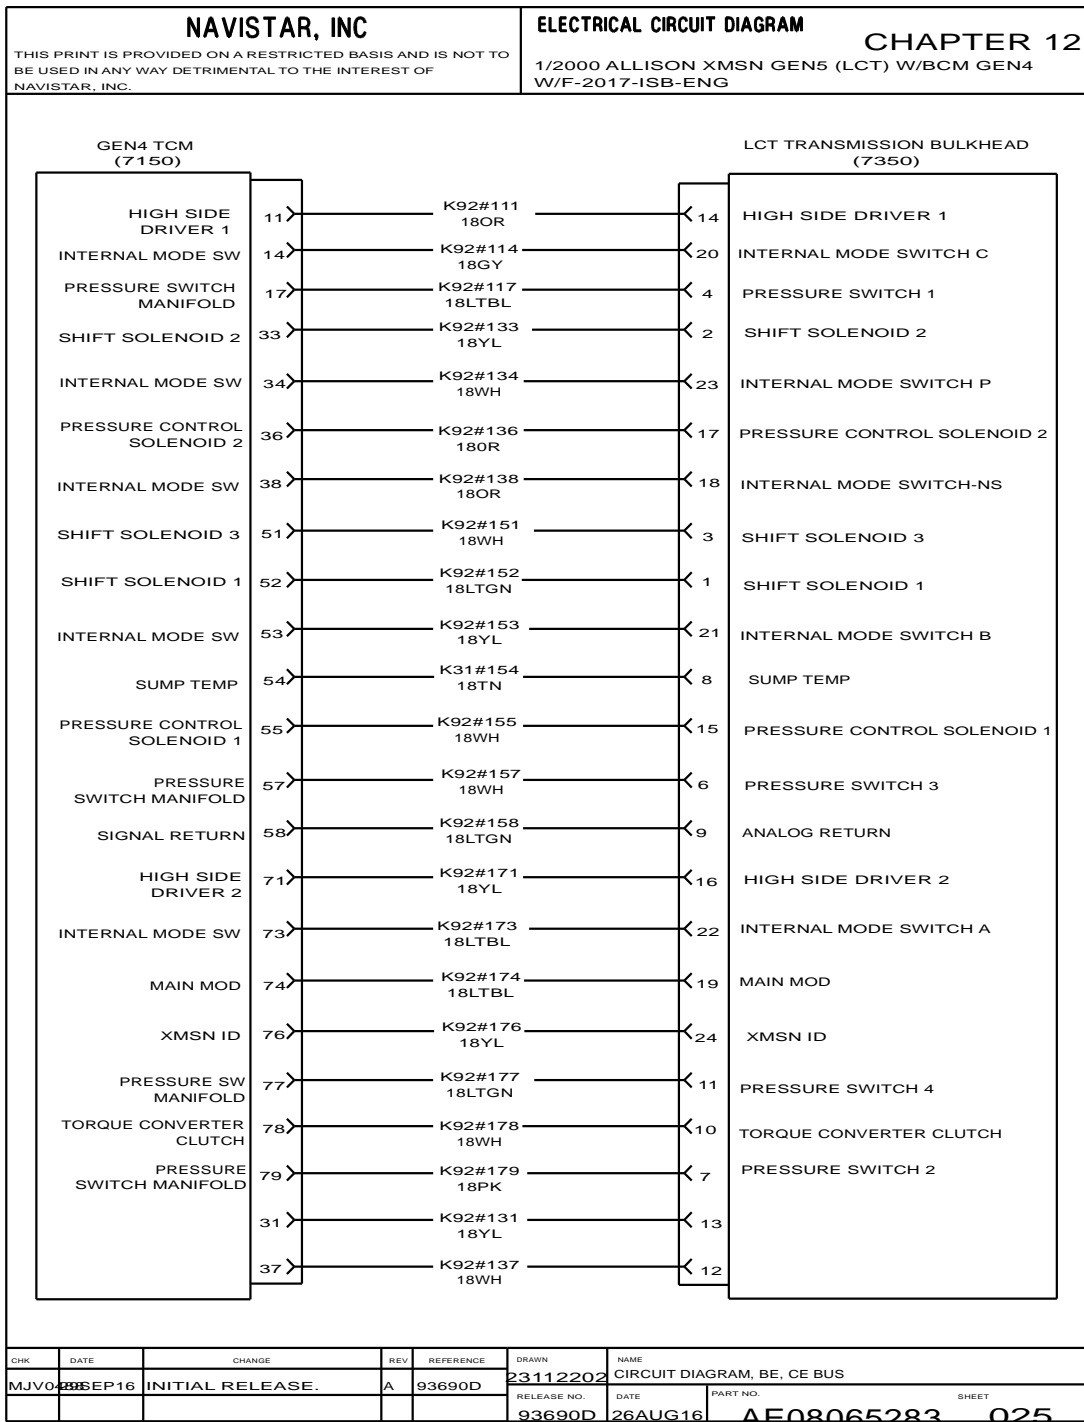 NAVISTAR, INC
THIS PRINT IS PROVIDED ON A RESTRICTED BASIS AND IS NOT TO
BE USED IN ANY WAY DETRIMENTAL TO THE INTEREST OF
NAVISTAR, INC.
ELECTRICAL CIRCUIT DIAGRAM
CHAPTER 12
1/2000 ALLISON XMSN GEN5 (LCT) W/BCM GEN4
W/F-2017-ISB-ENG
GEN4 TCM
(7150)
LCT TRANSMISSION BULKHEAD
(7350)
HIGH SIDE
DRIVER 1
11
K92#111
18OR
14
HIGH SIDE DRIVER 1
INTERNAL MODE SW
14
K92#114
18GY
20
INTERNAL MODE SWITCH C
PRESSURE SWITCH
MANIFOLD
17
K92#117
18LTBL
4
PRESSURE SWITCH 1
SHIFT SOLENOID 2
33
K92#133
18YL
2
SHIFT SOLENOID 2
INTERNAL MODE SW
34
K92#134
18WH
23
INTERNAL MODE SWITCH P
PRESSURE CONTROL
SOLENOID 2
36
K92#136
180R
17
PRESSURE CONTROL SOLENOID 2
INTERNAL MODE SW
38
K92#138
18OR
18
INTERNAL MODE SWITCH-NS
SHIFT SOLENOID 3
51
K92#151
18WH
3
SHIFT SOLENOID 3
SHIFT SOLENOID 1
52
K92#152
18LTGN
1
SHIFT SOLENOID 1
INTERNAL MODE SW
53
K92#153
18YL
21
INTERNAL MODE SWITCH B
SUMP TEMP
54
K31#154
18TN
8
SUMP TEMP
PRESSURE CONTROL
SOLENOID 1
55
K92#155
18WH
15
PRESSURE CONTROL SOLENOID 1
PRESSURE
SWITCH MANIFOLD
57
K92#157
18WH
6
PRESSURE SWITCH 3
SIGNAL RETURN
58
K92#158
18LTGN
9
ANALOG RETURN
HIGH SIDE
DRIVER 2
71
K92#171
18YL
16
HIGH SIDE DRIVER 2
INTERNAL MODE SW
73
K92#173
18LTBL
22
INTERNAL MODE SWITCH A
MAIN MOD
74
K92#174
18LTBL
19
MAIN MOD
XMSN ID
76
K92#176
18YL
24
XMSN ID
PRESSURE SW
MANIFOLD
77
K92#177
18LTGN
11
PRESSURE SWITCH 4
TORQUE CONVERTER
CLUTCH
78
K92#178
18WH
10
TORQUE CONVERTER CLUTCH
PRESSURE
SWITCH MANIFOLD
79
K92#179
18PK
7
PRESSURE SWITCH 2
31
K92#131
18YL
13
37
K92#137
18WH
12
CHK DATE CHANGE REV REFERENCE
INITIAL RELEASE. A 93690D
DRAWN
23112202
NAME
CIRCUIT DIAGRAM, BE, CE BUS
RELEASE NO.
93690D
DATE
26AUG16
PART NO.
AE08065283
SHEET
025